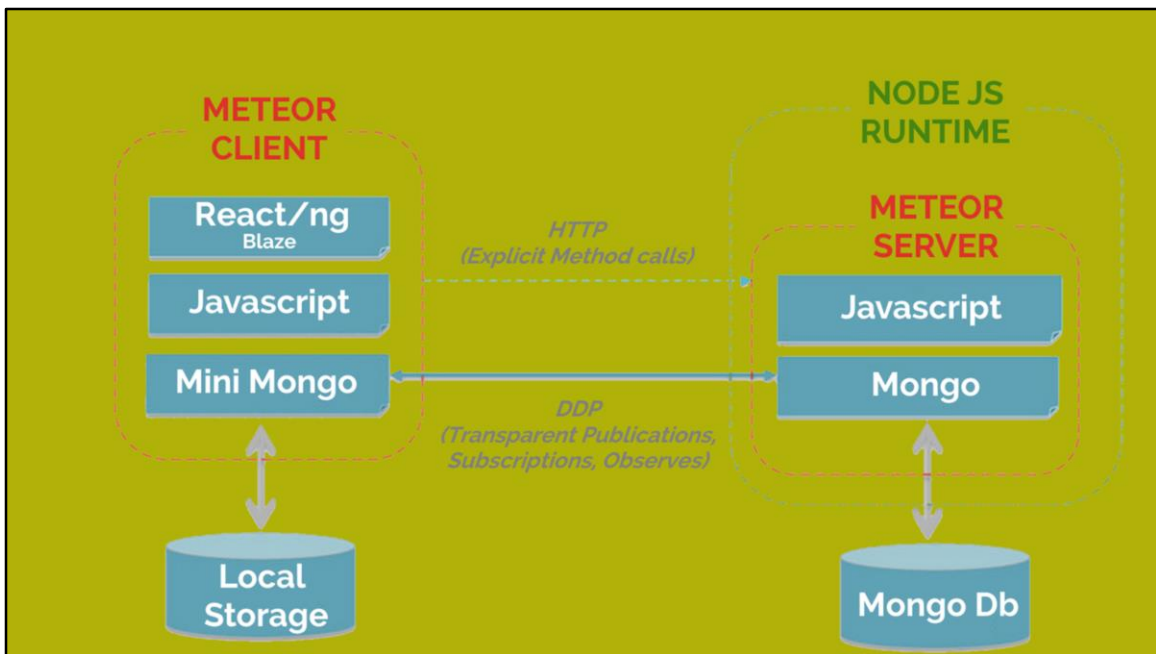 METEOR
CLIENT
React/ng
Blaze
Javascript
Mini Mongo
Local
Storage
HTTP
(Explicit Method calls)
DDP
(Transparent Publications,
Subscriptions, Observes)
NODE JS
RUNTIME
METEOR
SERVER
Javascript
Mongo
Mongo Db